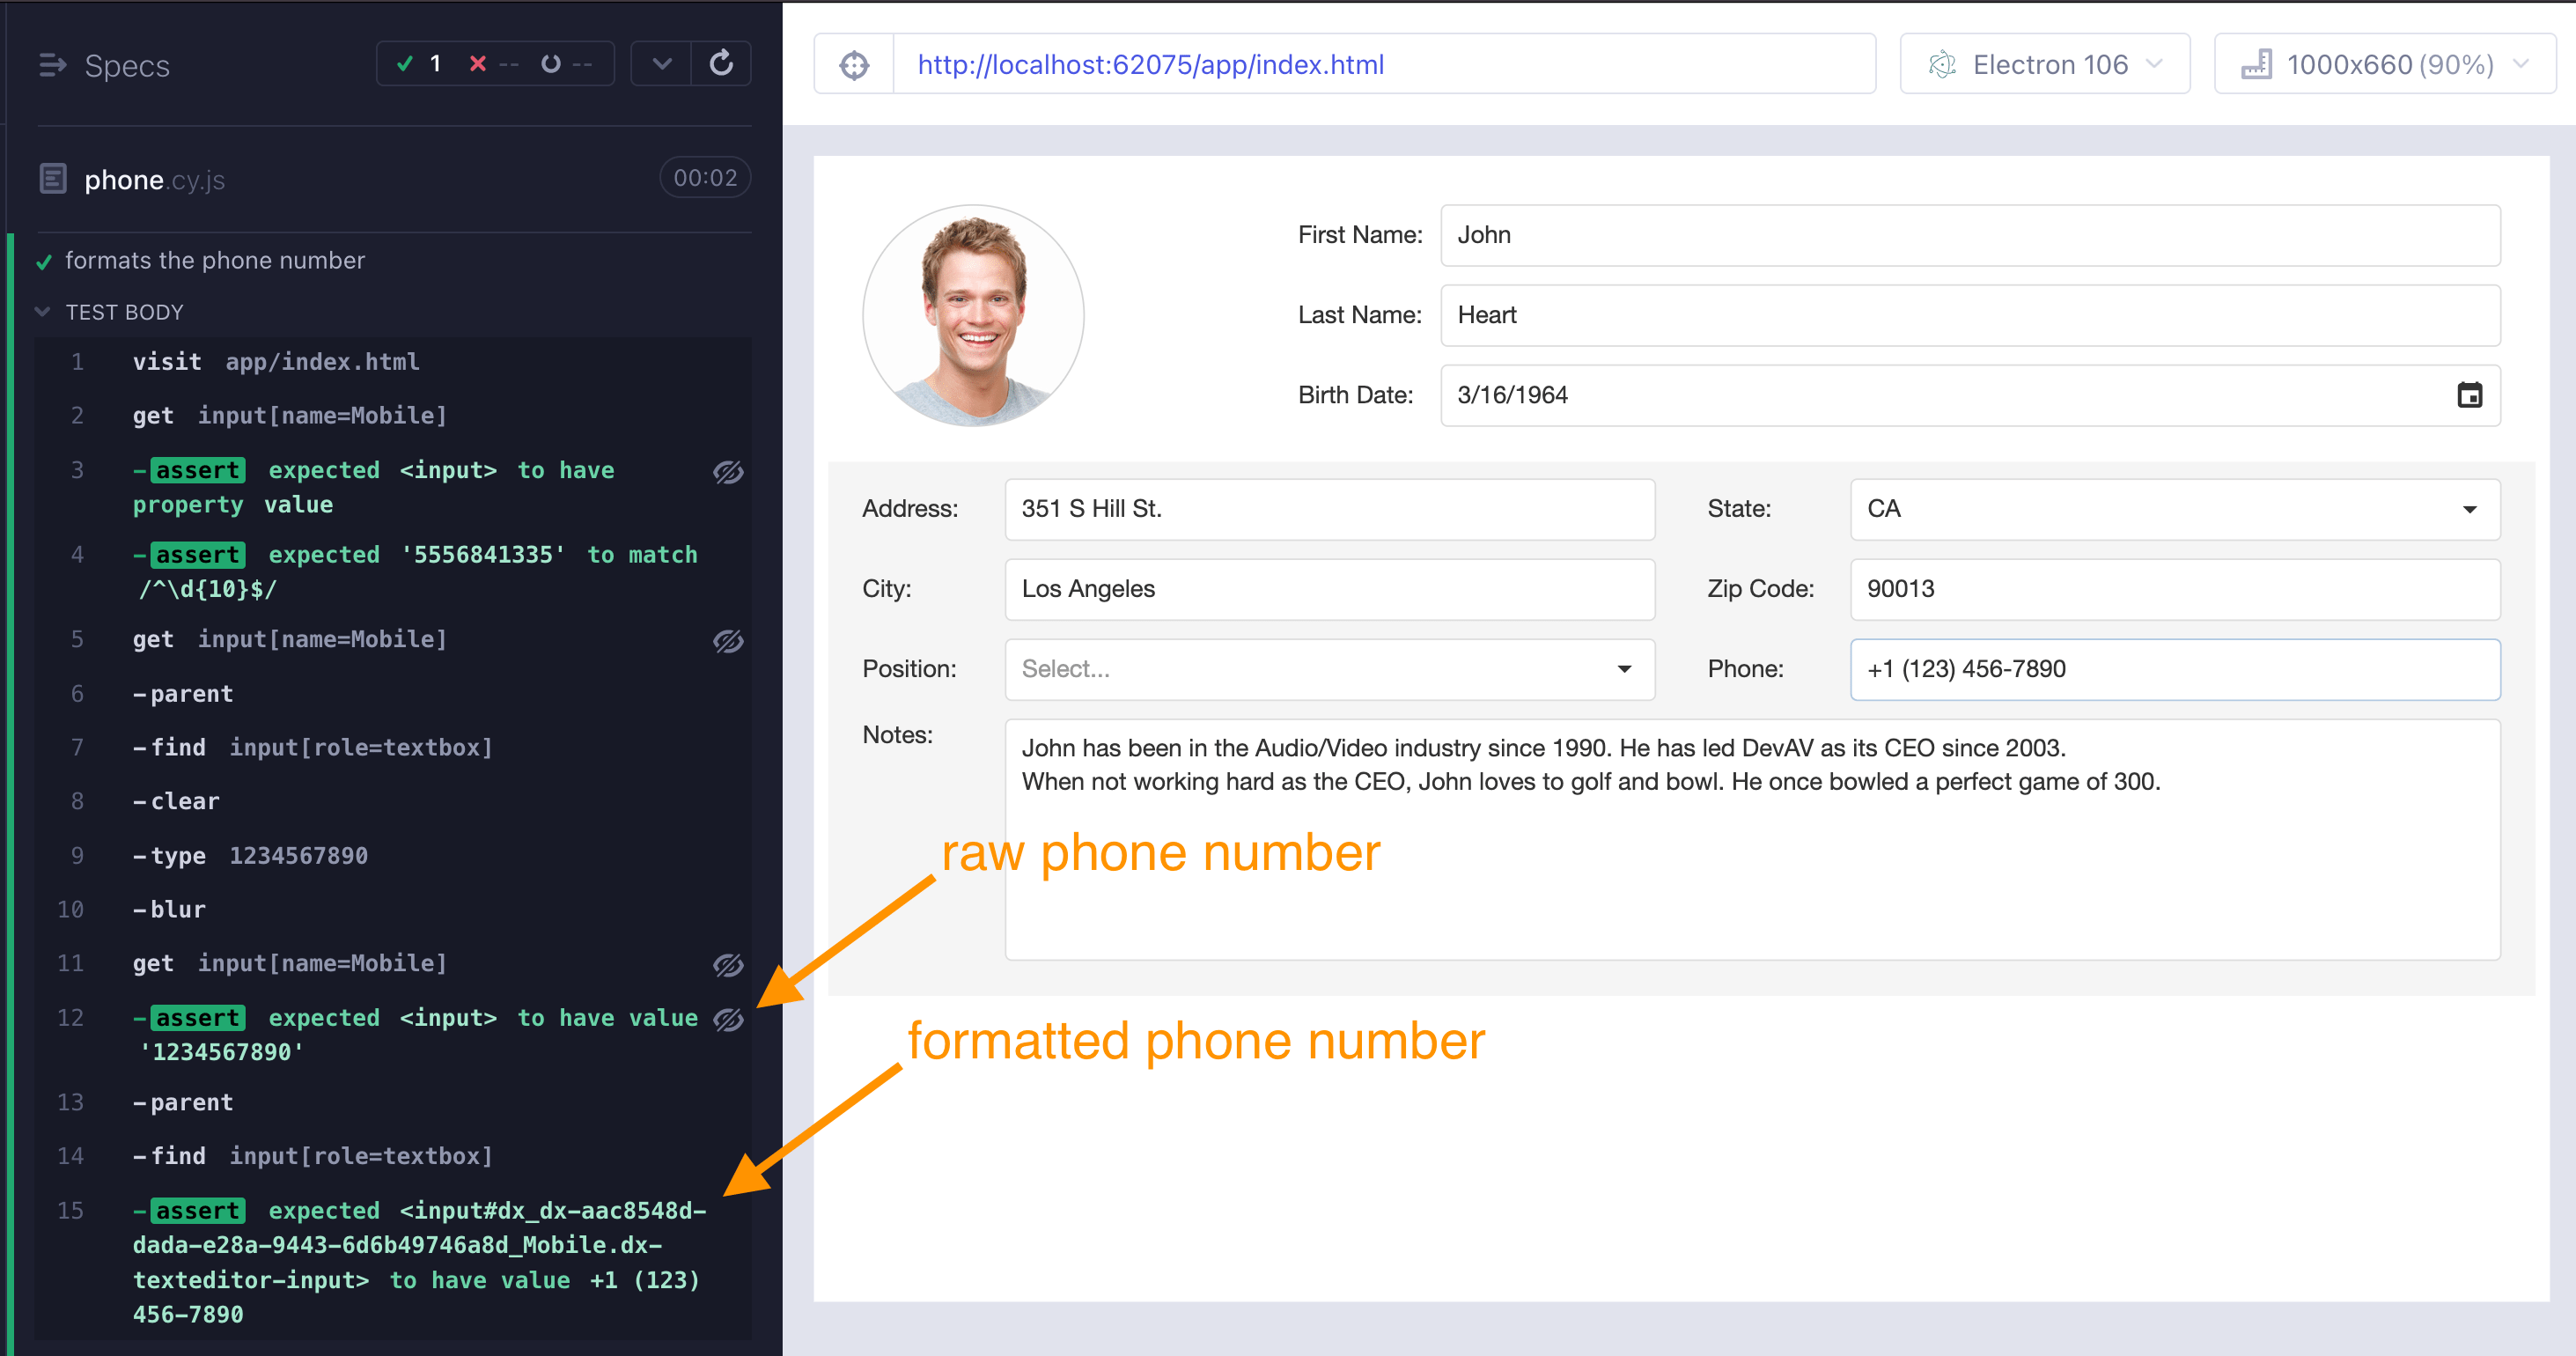 Specs
1 -- --
phone.cy.js 00:02
formats the phone number
TEST BODY
1 visit app/index.html
2 get input[name=Mobile]
3 -assert expected <input> to have
property value
4 -assert expected '5556841335' to match
/^\d{10}$/
5 get input[name=Mobile]
6 -parent
7 -find input[role=textbox]
8 -clear
9 -type 1234567890
10 -blur
11 get input[name=Mobile]
12 -assert expected <input> to have value
'1234567890'
13 -parent
14 -find input[role=textbox]
15 -assert expected <input#dx_dx-aac8548d-
dada-e28a-9443-6d6b49746a8d_Mobile.dx-
texteditor-input> to have value +1 (123)
456-7890
http://localhost:62075/app/index.html
Electron 106
1000x660 (90%)
First Name: John
Last Name: Heart
Birth Date: 3/16/1964
Address: 351 S Hill St.
State: CA
City: Los Angeles
Zip Code: 90013
Position: Select...
Phone: +1 (123) 456-7890
Notes: John has been in the Audio/Video industry since 1990. He has led DevAV as its CEO since 2003.
When not working hard as the CEO, John loves to golf and bowl. He once bowled a perfect game of 300.
raw phone number
formatted phone number